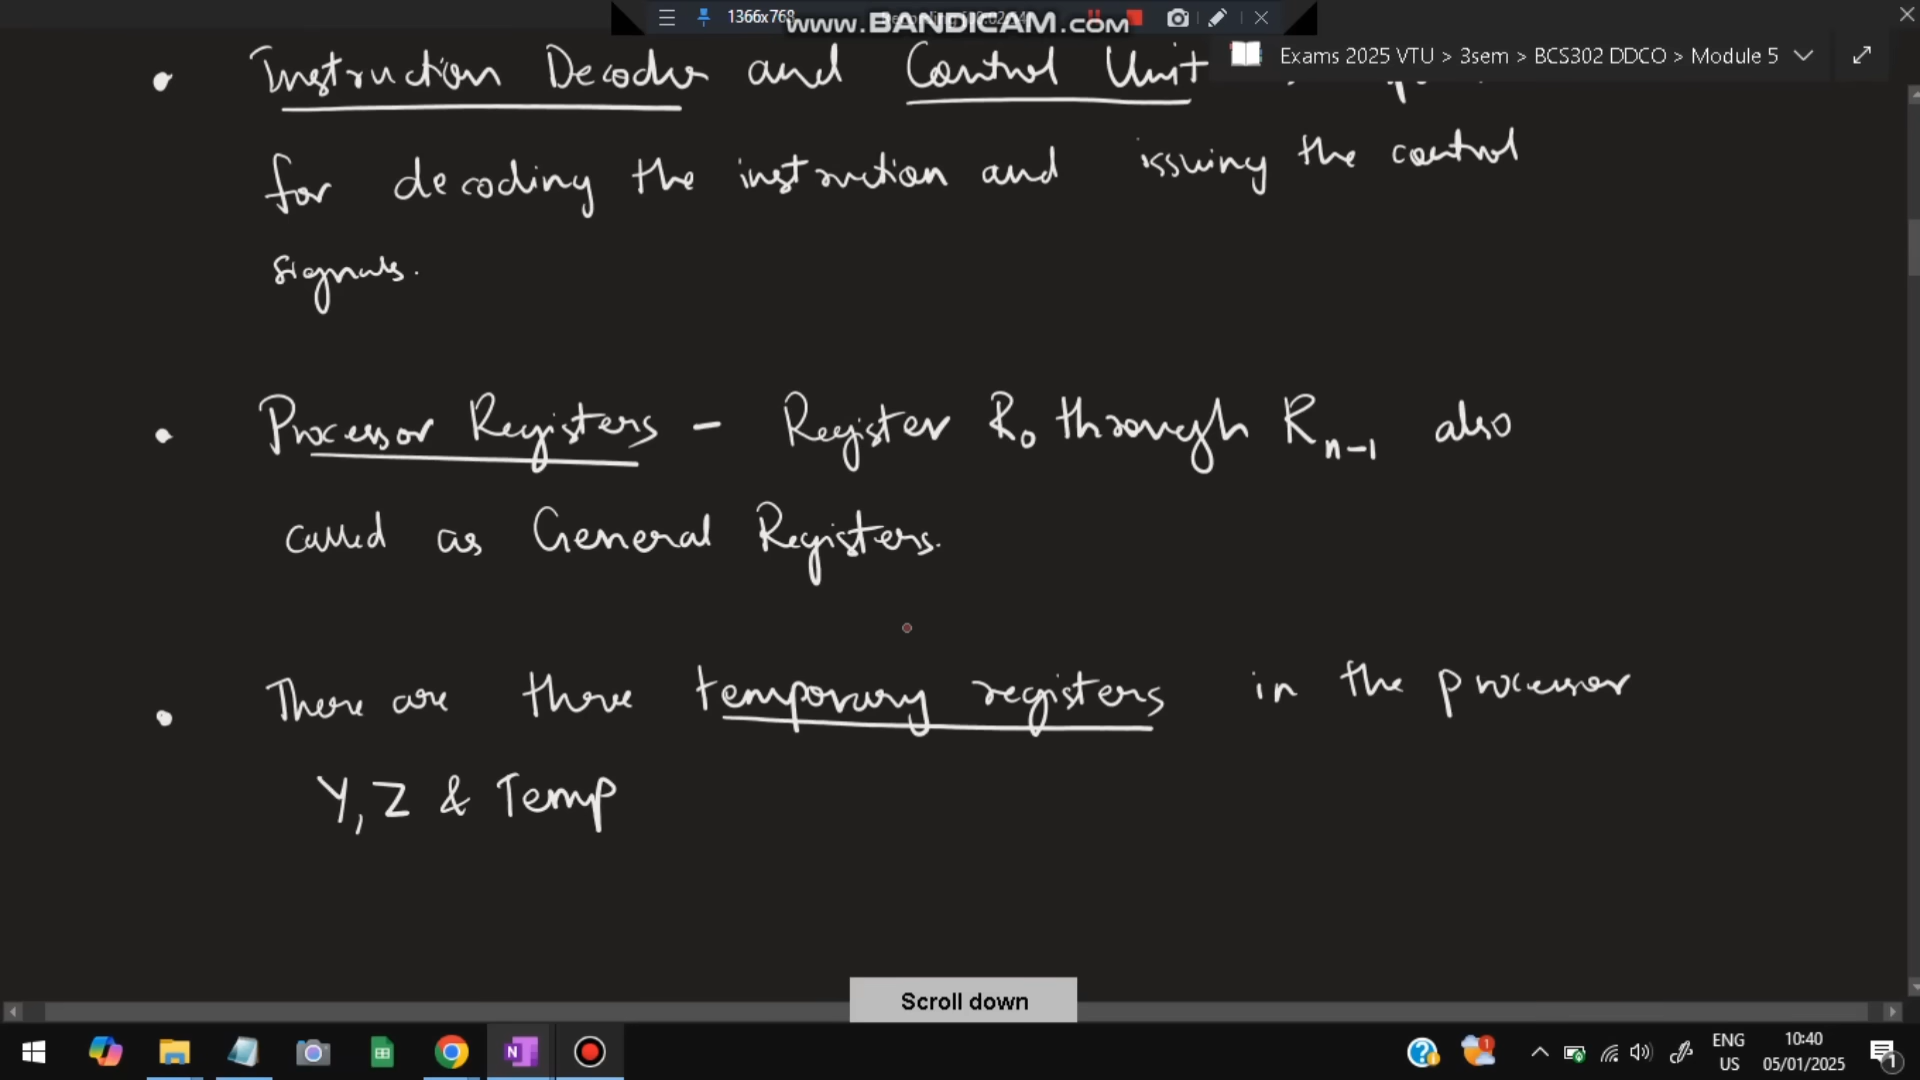 1366x768
www.BANDICAM.com
Exams 2025 VTU > 3sem > BCS302 DDCO > Module 5
• Instruction Decoder and Control Unit
for decoding the instruction and issuing the control
signals.
• Processor Registers - Register R0 through Rn-1 also
called as General Registers.
• There are three temporary registers in the processor
Y, Z & Temp
Scroll down
ENG
US
10:40
05/01/2025